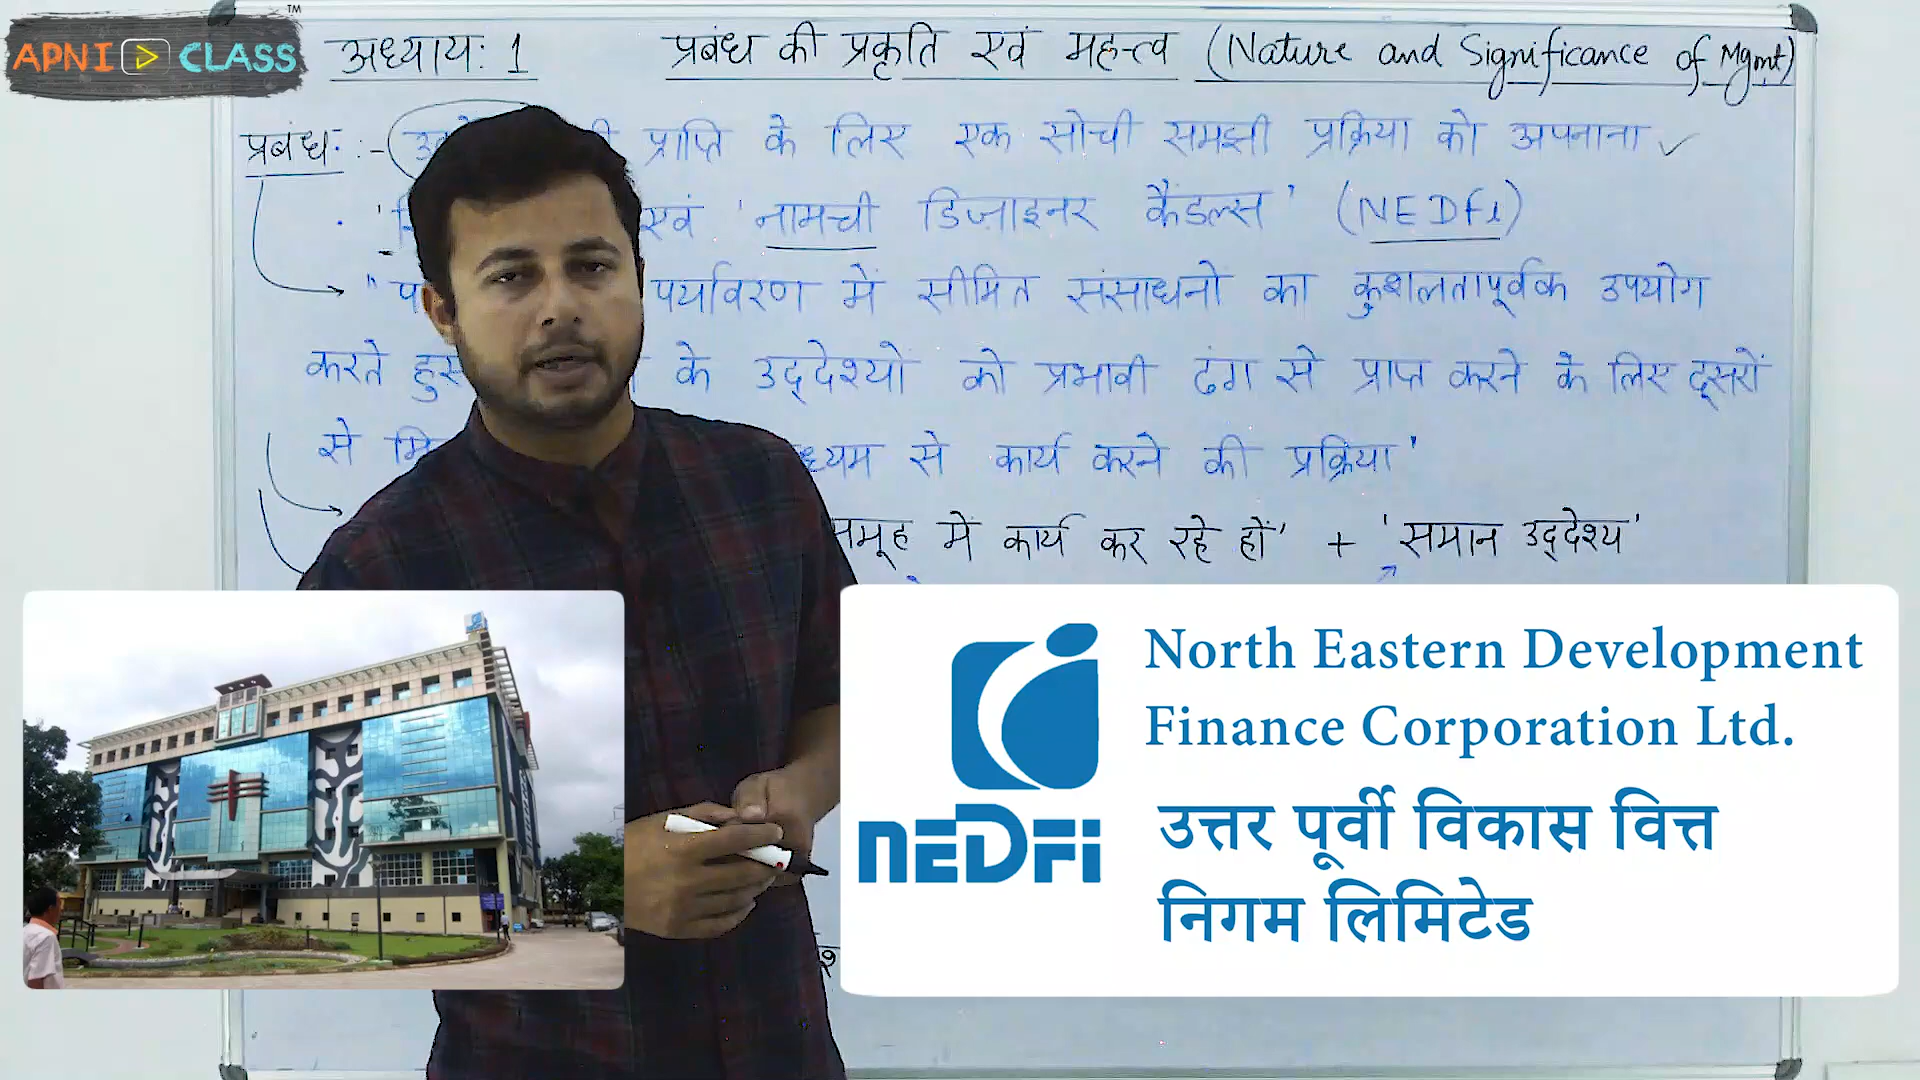 APNI CLASS TM
अध्याय: 1 प्रबंध की प्रकृति एवं महत्त्व (Nature and Significance of Mgmt)
प्रबंध: :- प्राप्ति के लिए एक सोची समझी प्रक्रिया को अपनाना ✓
एवं 'नामची डिज़ाइनर कैंडल्स' (NEDFi)
पर्यावरण में सीमित संसाधनो का कुशलतापूर्वक उपयोग
करते हुए के उद्देश्यों को प्रभावी ढंग से प्राप्त करने के लिए दूसरों
से से कार्य करने की प्रक्रिया'
में कार्य कर रहे हों' + 'समान उद्देश्य'
NEDFi
North Eastern Development
Finance Corporation Ltd.
उत्तर पूर्वी विकास वित्त
निगम लिमिटेड
neDFi